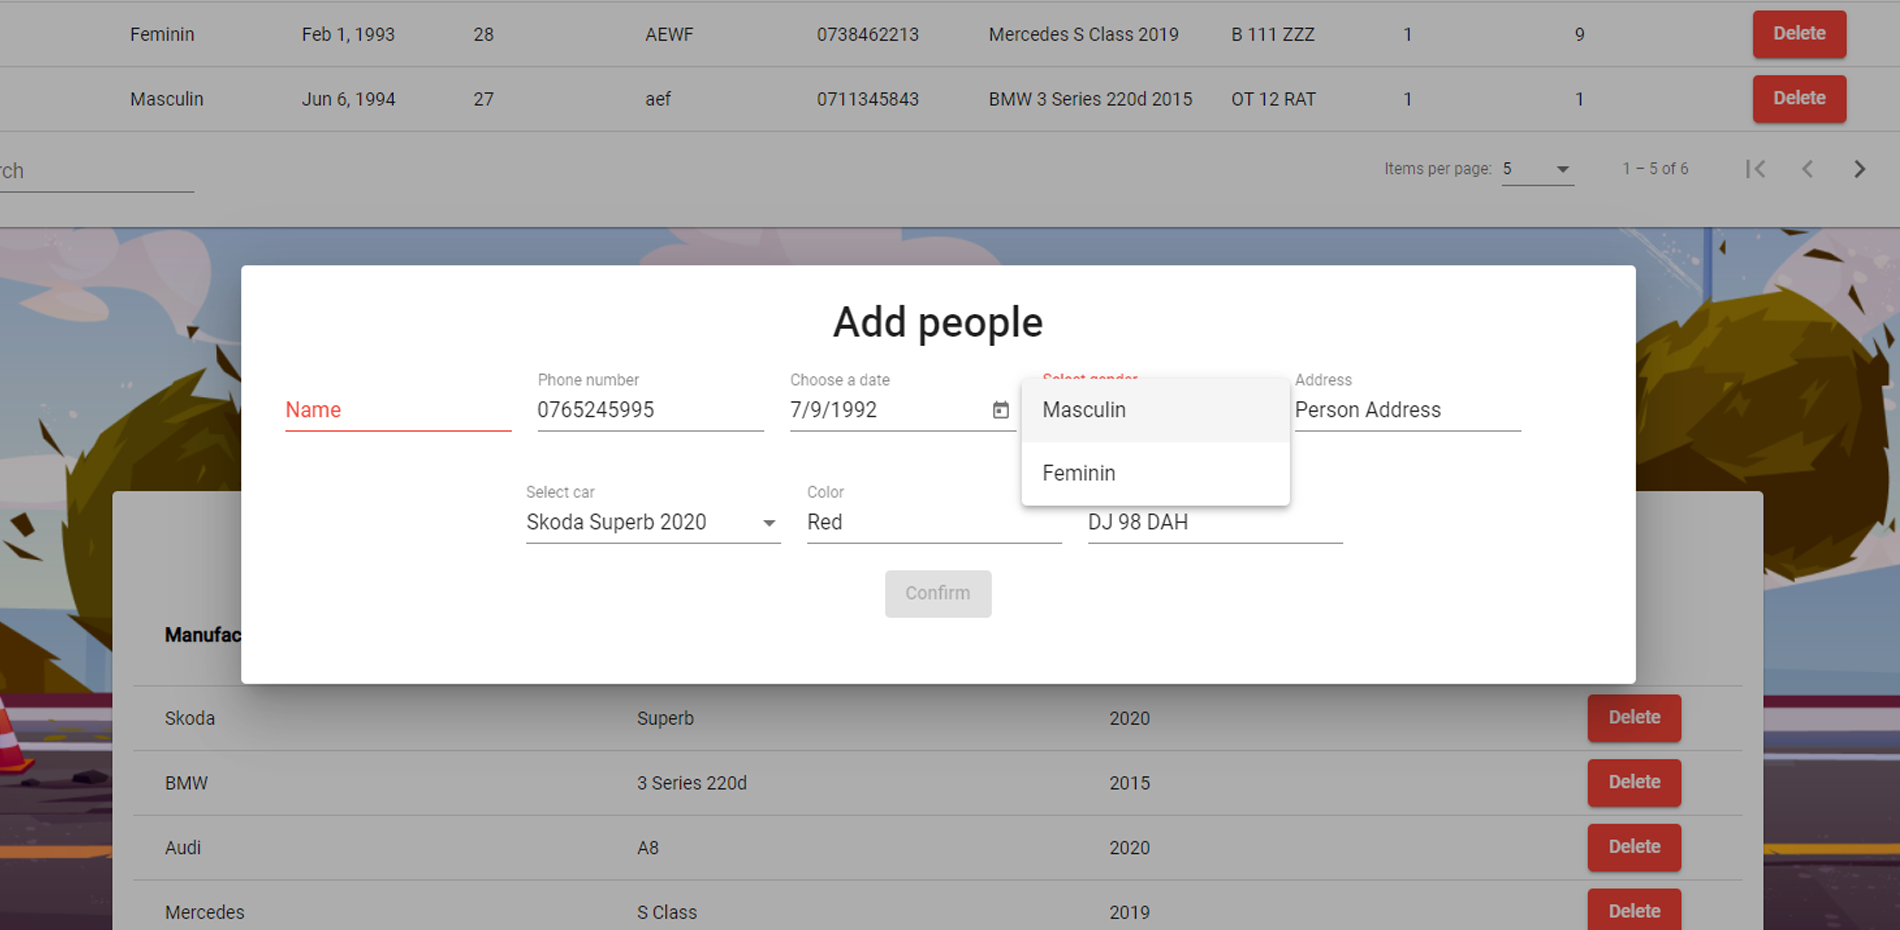 Feminin Feb 1, 1993 28 AEWF 0738462213 Mercedes S Class 2019 B 111 ZZZ 1 9 Delete
Masculin Jun 6, 1994 27 aef 0711345843 BMW 3 Series 220d 2015 OT 12 RAT 1 1 Delete
rch Items per page: 5 1 – 5 of 6
Add people
Phone number Choose a date Select gender Address
Name 0765245995 7/9/1992 Masculin Person Address
Feminin
Select car Color
Skoda Superb 2020 Red DJ 98 DAH
Confirm
Manufac
Skoda Superb 2020 Delete
BMW 3 Series 220d 2015 Delete
Audi A8 2020 Delete
Mercedes S Class 2019 Delete